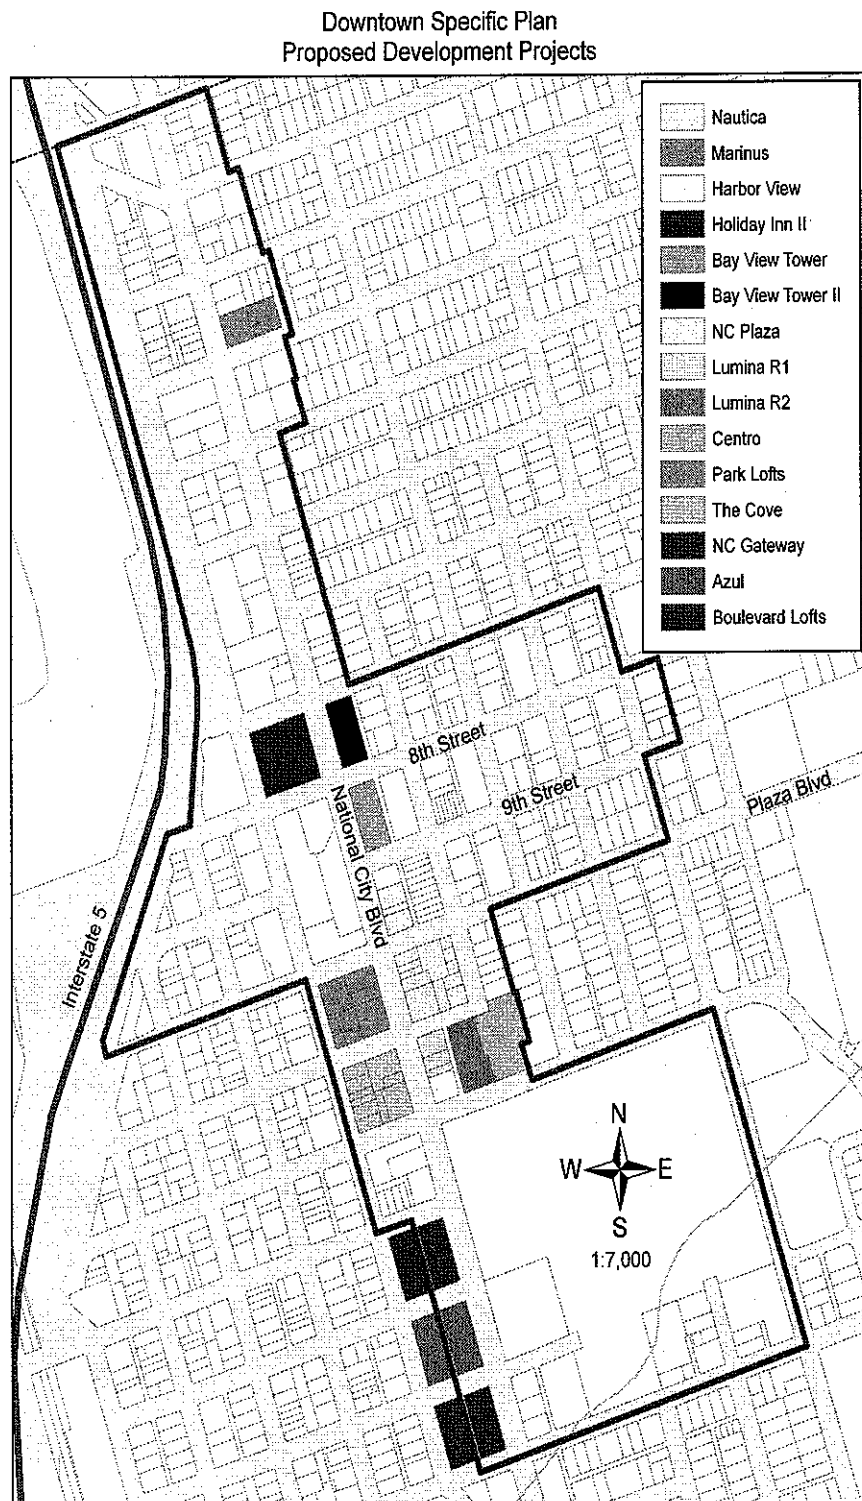 Downtown Specific Plan
Proposed Development Projects
Nautica
Marinus
Harbor View
Holiday Inn II
Bay View Tower
Bay View Tower II
NC Plaza
Lumina R1
Lumina R2
Centro
Park Lofts
The Cove
NC Gateway
Azul
Boulevard Lofts
8th Street
9th Street
Plaza Blvd
National City Blvd
Interstate 5
N
W
E
S
1:7,000